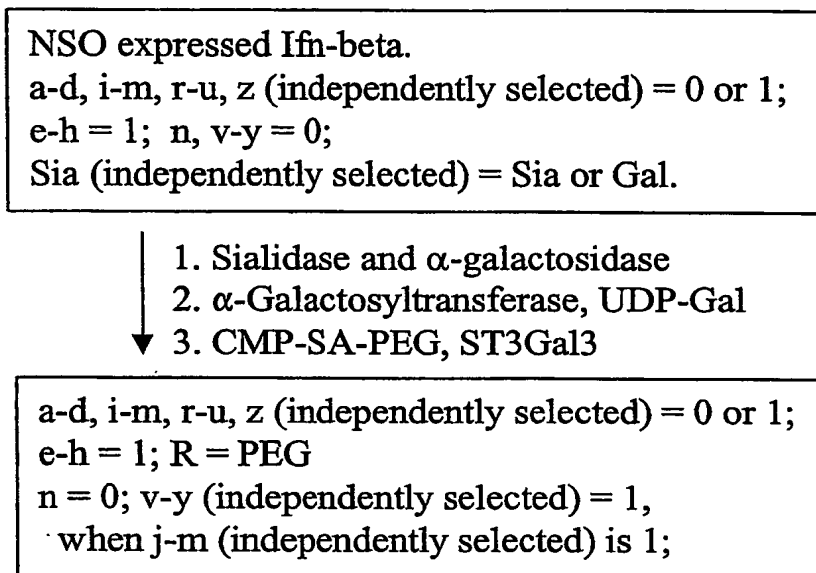 NSO expressed Ifn-beta.
a-d, i-m, r-u, z (independently selected) = 0 or 1;
e-h = 1; n, v-y = 0;
Sia (independently selected) = Sia or Gal.
1. Sialidase and α-galactosidase
2. α-Galactosyltransferase, UDP-Gal
3. CMP-SA-PEG, ST3Gal3
a-d, i-m, r-u, z (independently selected) = 0 or 1;
e-h = 1; R = PEG
n = 0; v-y (independently selected) = 1,
when j-m (independently selected) is 1;